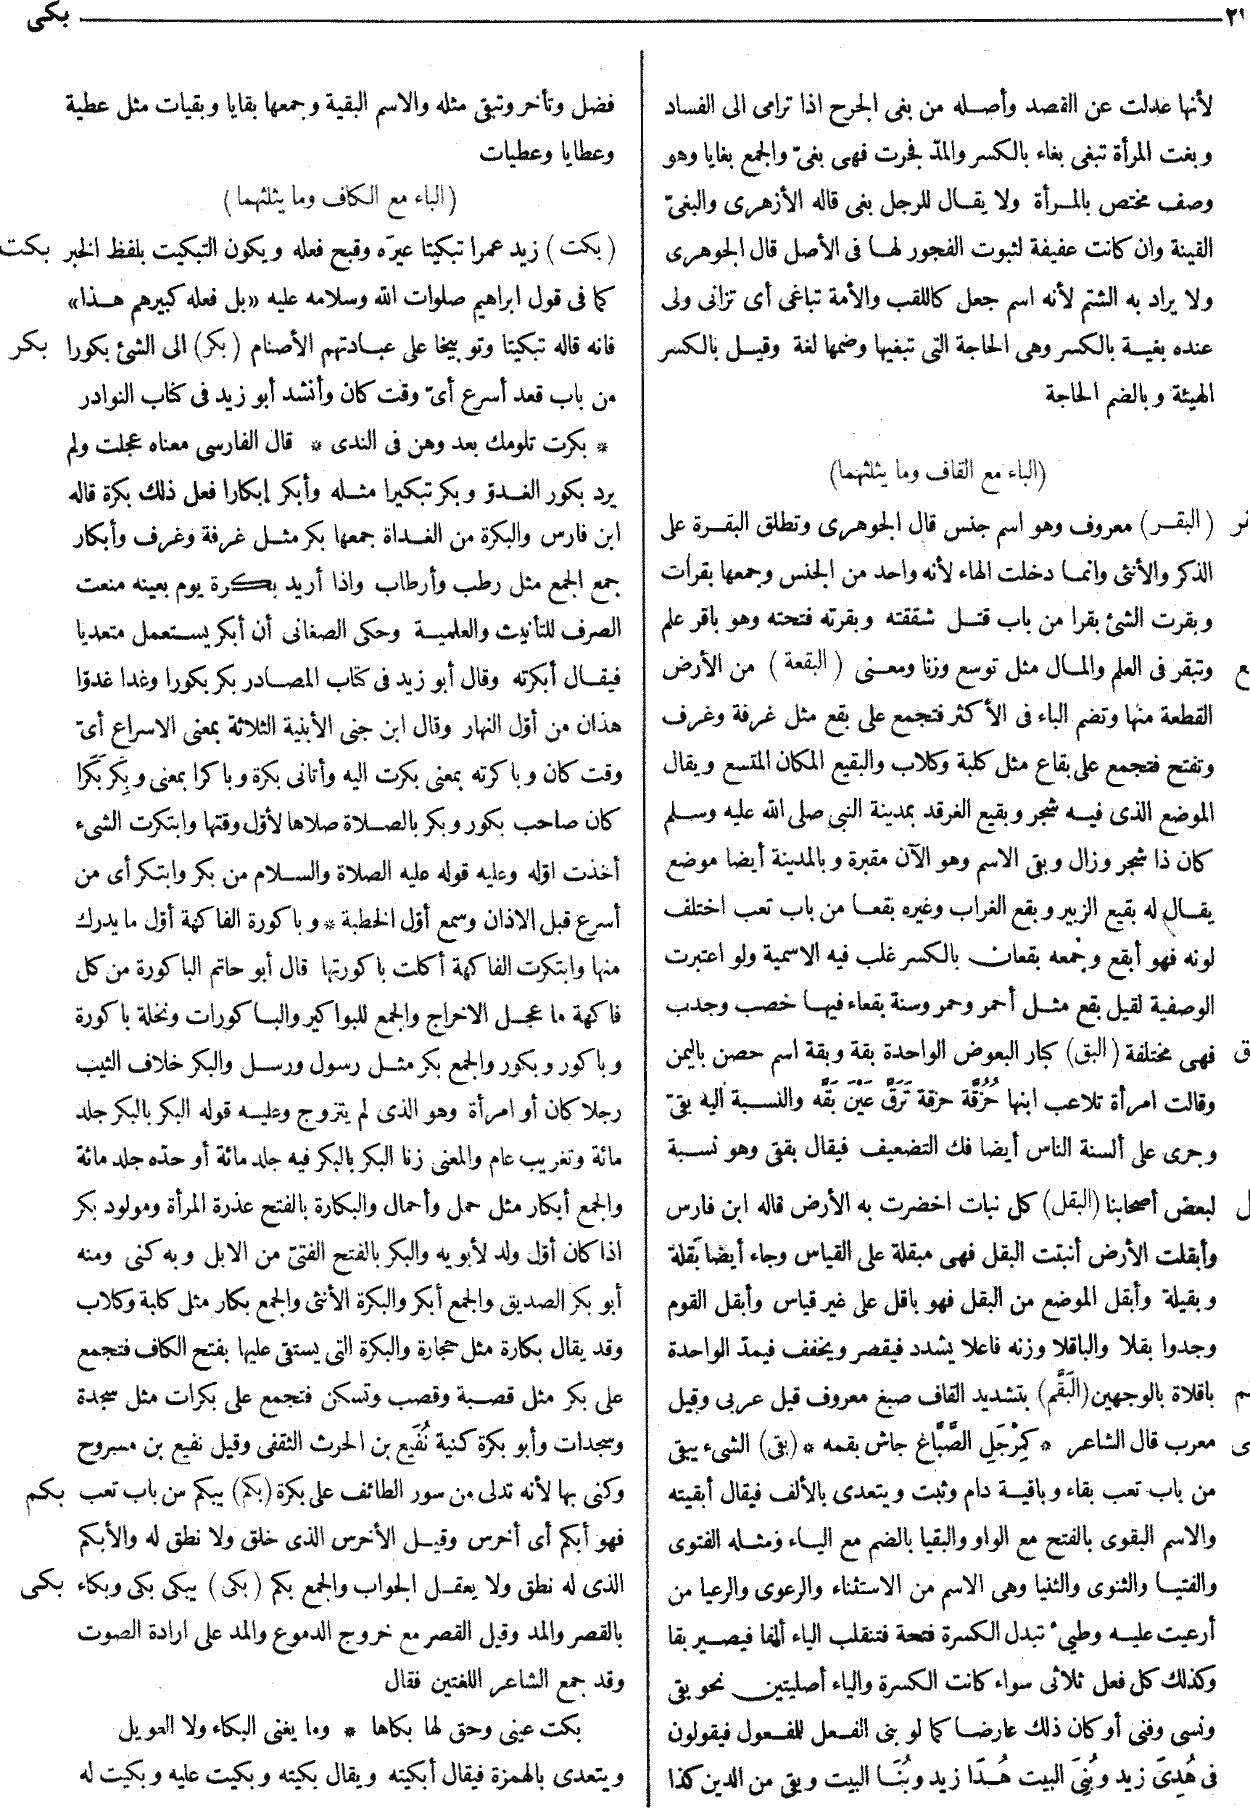 ٢١
بكى
لأنها عدلت عن القصد وأصله من بغى الجرح اذا ترامى الى الفساد
وبغت المرأة تبغى بغاء بالكسر والمدّ فجرت فهى بغىّ والجمع بغايا وهو
وصف مختص بالمرأة ولا يقال للرجل بغى قاله الأزهرى والبغىّ
القينة وان كانت عفيفة لثبوت الفجور لها فى الأصل قال الجوهرى
ولا يراد به الشتم لأنه اسم جعل كاللقب والأمة تباغى أى تزانى ولى
عنده بغية بالكسر وهى الحاجة التى تبغيها وضمها لغة وقيل بالكسر
الهيئة وبالضم الحاجة
(الباء مع القاف وما يثلثهما)
(البقر) معروف وهو اسم جنس قال الجوهرى وتطلق البقرة على
الذكر والأنثى وانما دخلت الهاء لأنه واحد من الجنس وجمعها بقرات
وبقرت الشئ بقرا من باب قتل شققته وبقرته فتحته وهو باقر علم
وتبقر فى العلم والمال مثل توسع وزنا ومعنى (البقعة) من الأرض
القطعة منها وتضم الباء فى الأكثر فتجمع على بقع مثل غرفة وغرف
وتفتح فتجمع على بقاع مثل كلبة وكلاب والبقيع المكان المتسع ويقال
الموضع الذى فيه شجر وبقيع الغرقد بمدينة النبى صلى الله عليه وسلم
كان ذا شجر وزال وبقى الاسم وهو الآن مقبرة وبالمدينة أيضا موضع
يقال له بقيع الزبير وبقع الغراب وغيره بقعا من باب تعب اختلف
لونه فهو أبقع وجمعه بقعان بالكسر غلب فيه الاسمية ولو اعتبرت
الوصفية لقيل بقع مثل أحمر وحمر وسنة بقعاء فيها خصب وجدب
فهى مختلفة (البق) كبار البعوض الواحدة بقة وبقة اسم حصن باليمن
وقالت امرأة تلاعب ابنها حُزُقَّة حزقة تَرَقَّ عَيْنَ بَقَّه والنسبة اليه بقىّ
وجرى على ألسنة الناس أيضا فك التضعيف فيقال بققى وهو نسبة
لبعض أصحابنا (البقل) كل نبات اخضرت به الأرض قاله ابن فارس
وأبقلت الأرض أنبتت البقل فهى مبقلة على القياس وجاء أيضا بَقلة
وبقيلة وأبقل الموضع من البقل فهو باقل على غير قياس وأبقل القوم
وجدوا بقلا والباقلا وزنه فاعلا يشدد فيقصر ويخفف فيمدّ الواحدة
باقلاة بالوجهين (البَقَّم) بتشديد القاف صبغ معروف قيل عربى وقيل
معرب قال الشاعر * كَمِرْجَلِ الصَّبَّاغِ جاش بقمه * (بقى) الشىء يبقى
من باب تعب بقاء وباقية دام وثبت ويتعدى بالألف فيقال أبقيته
والاسم البقوى بالفتح مع الواو والبقيا بالضم مع الياء ومثله الفتوى
والفتيا والثنوى والثنيا وهى الاسم من الاستثناء والرعوى والرعيا من
أرعيت عليه وطيئ تبدل الكسرة فتحة فتنقلب الياء ألفا فيصير بقا
وكذلك كل فعل ثلاثى سواء كانت الكسرة والياء أصليتين نحو بقى
ونسى وفنى أو كان ذلك عارضا كما لو بنى الفعل للمفعول فيقولون
فى هُدِىَ زيد وبُنِىَ البيت هُدَا زيد وبُنَا البيت وبقى من الدين كذا
فضل وتأخر وتبقى مثله والاسم البقية وجمعها بقايا وبقيات مثل عطية
وعطايا وعطيات
(الباء مع الكاف وما يثلثهما)
بكت (بكت) زيد عمرا تبكيتا عيره وقبح فعله ويكون التبكيت بلفظ الخبر
كما فى قول ابراهيم صلوات الله وسلامه عليه «بل فعله كبيرهم هذا»
بكر فانه قاله تبكيتا وتوبيخا على عبادتهم الأصنام (بكر) الى الشئ بكورا
من باب قعد أسرع أىّ وقت كان وأنشد أبو زيد فى كتاب النوادر
* بكرت تلومك بعد وهن فى الندى * قال الفارسى معناه عجلت ولم
يرد بكور الغدوّ وبكر تبكيرا مثله وأبكر إبكارا فعل ذلك بكرة قاله
ابن فارس والبكرة من الغداة جمعها بكر مثل غرفة وغرف وأبكار
جمع الجمع مثل رطب وأرطاب واذا أريد بكرة يوم بعينه منعت
الصرف للتأنيث والعلمية وحكى الصغانى أن أبكر يستعمل متعديا
فيقال أبكرته وقال أبو زيد فى كتاب المصادر بكر بكورا وغدا غدوّا
هذان من أوّل النهار وقال ابن جنى الأبنية الثلاثة بمعنى الاسراع أىّ
وقت كان وباكرته بمعنى بكرت اليه وأتانى بكرة وباكرا بمعنى وبَكِر بَكَرا
كان صاحب بكور وبكر بالصلاة صلاها لأول وقتها وابتكرت الشىء
أخذت اوّله وعليه قوله عليه الصلاة والسلام من بكر وابتكر أى من
أسرع قبل الاذان وسمع أوّل الخطبة * وباكورة الفاكهة أوّل ما يدرك
منها وابتكرت الفاكهة أكلت باكورتها قال أبو حاتم الباكورة من كل
فاكهة ما عجل الاخراج والجمع للبواكير والباكورات ونخلة باكورة
وباكور وبكور والجمع بكر مثل رسول ورسل والبكر خلاف الثيب
رجلا كان أو امرأة وهو الذى لم يتزوج وعليه قوله البكر بالبكر جلد
مائة وتغريب عام والمعنى زنا البكر بالبكر فيه جلد مائة أو حدّه جلد مائة
والجمع أبكار مثل حمل وأحمال والبكارة بالفتح عذرة المرأة ومولود بكر
اذا كان أوّل ولد لأبويه والبكر بالفتح الفتىّ من الابل وبه كنى ومنه
أبو بكر الصديق والجمع أبكر والبكرة الأنثى والجمع بكار مثل كلبة وكلاب
وقد يقال بكارة مثل حجارة والبكرة التى يستقى عليها بفتح الكاف فتجمع
على بكر مثل قصبة وقصب وتسكن فتجمع على بكرات مثل سجدة
وسجدات وأبو بكرة كنية نُفَيع بن الحرث الثقفى وقيل نفيع بن مسروح
بكم وكنى بها لأنه تدلى من سور الطائف على بكرة (بكم) يبكم من باب تعب
فهو أبكم أى أخرس وقيل الأخرس الذى خلق ولا نطق له والأبكم
بكى الذى له نطق ولا يعقل الجواب والجمع بكم (بكى) يبكى بكى وبكاء
بالقصر والمد وقيل القصر مع خروج الدموع والمد على ارادة الصوت
وقد جمع الشاعر اللغتين فقال
بكت عينى وحق لها بكاها * وما يغنى البكاء ولا العويل
ويتعدى بالهمزة فيقال أبكيته ويقال بكيته وبكيت عليه وبكيت له